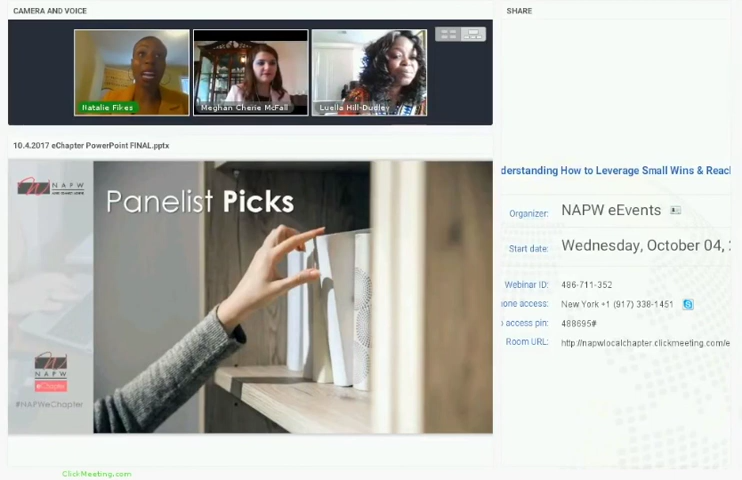 CAMERA AND VOICE
Natalie Fikes
Meghan Cherie McFall
Luella Hill-Dudley
10.4.2017 eChapter PowerPoint FINAL.pptx
NAPW
Panelist Picks
NAPW
eChapter
#NAPWeChapter
ClickMeeting.com
SHARE
derstanding How to Leverage Small Wins & Reac
Organizer: NAPW eEvents
Start date: Wednesday, October 04,
Webinar ID: 486-711-352
one access: New York +1 (917) 338-1451
access pin: 488695#
Room URL: http://napwlocalchapter.clickmeeting.com/e